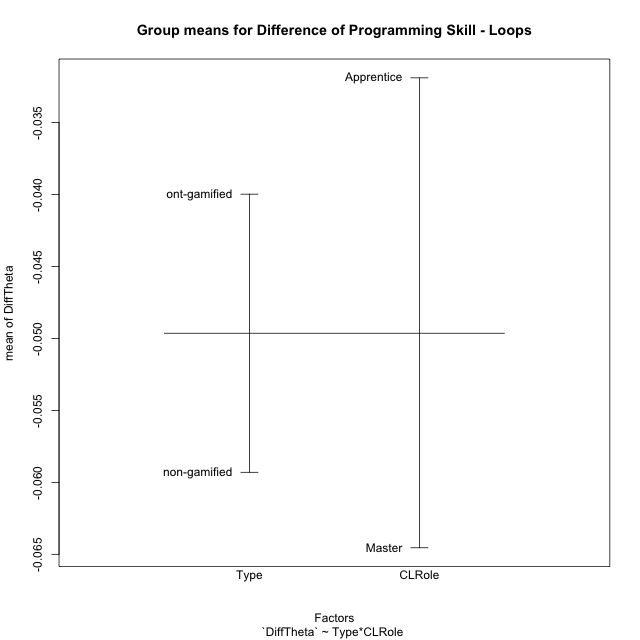 Group means for Difference of Programming Skill - Loops
mean of DiffTheta
-0.035
-0.040
-0.045
-0.050
-0.055
-0.060
-0.065
Apprentice
ont-gamified
non-gamified
Master
Type
CLRole
Factors
`DiffTheta` ~ Type*CLRole